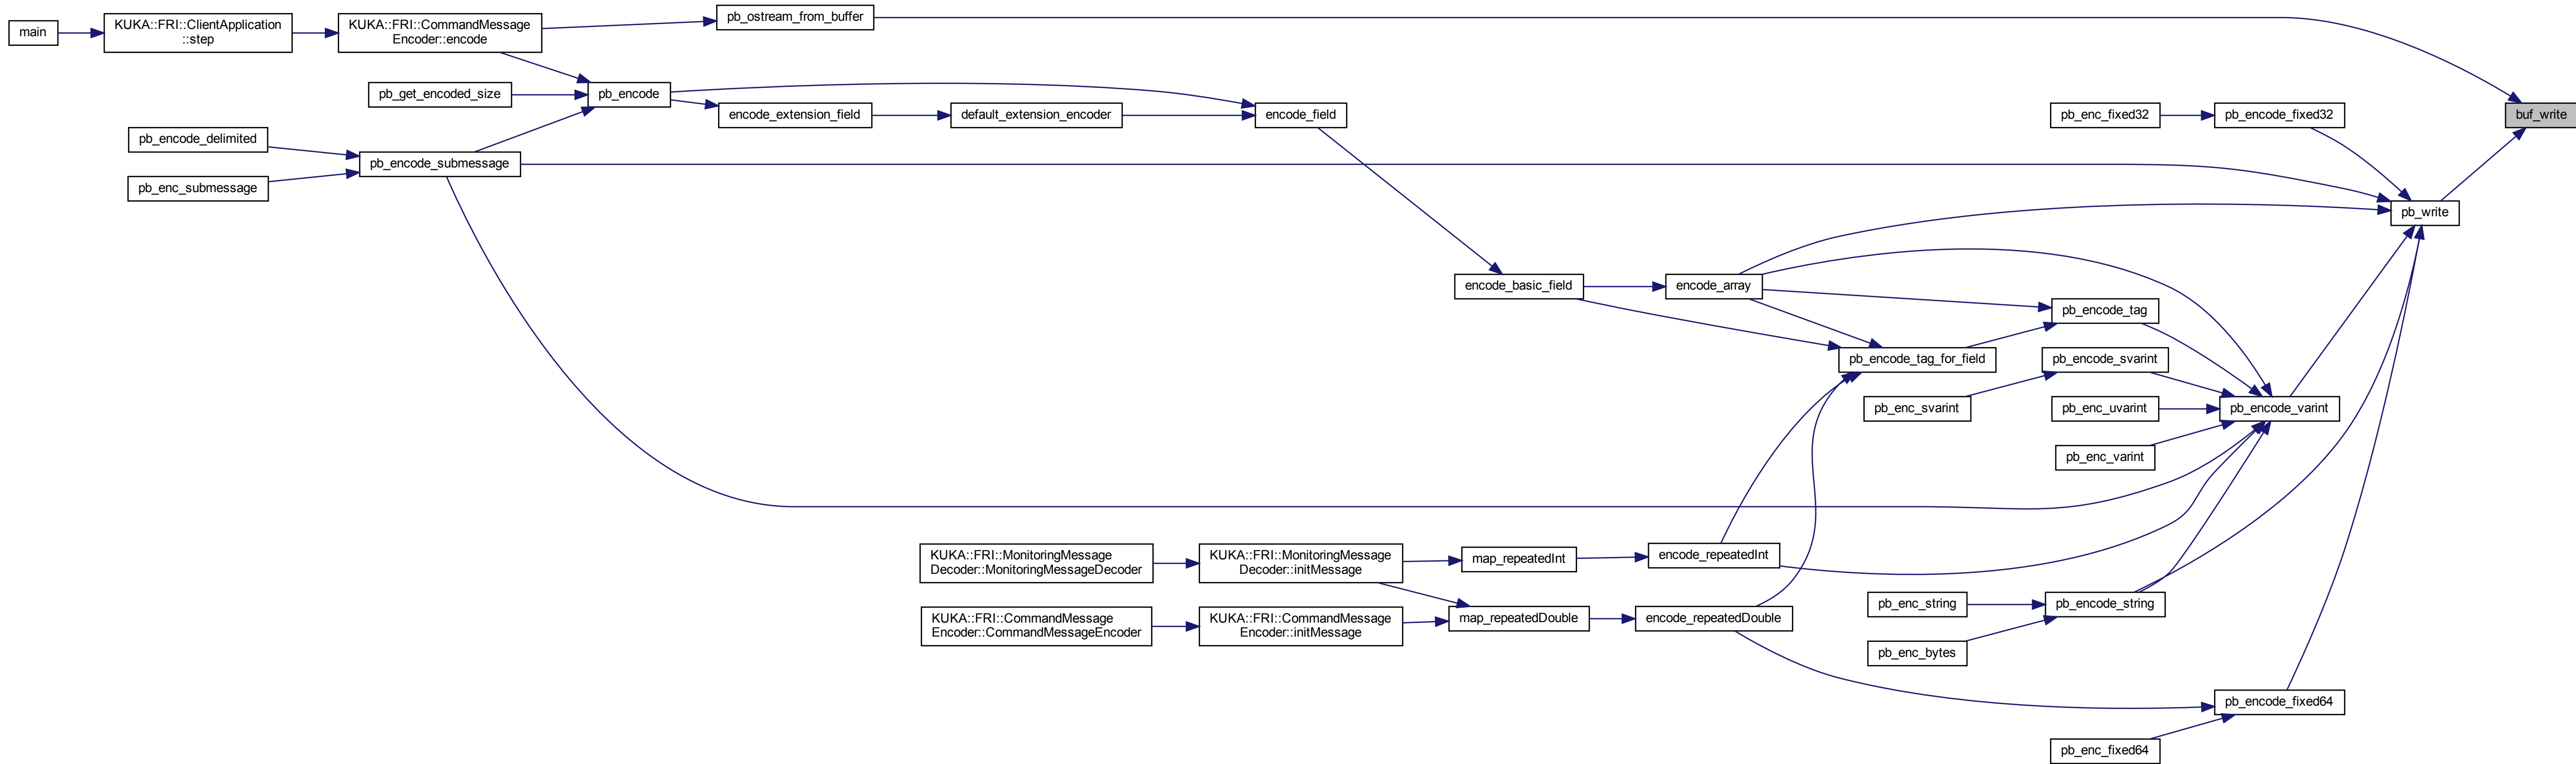 main
KUKA::FRI::ClientApplication
::step
KUKA::FRI::CommandMessage
Encoder::encode
pb_ostream_from_buffer
pb_get_encoded_size
pb_encode
encode_extension_field
default_extension_encoder
encode_field
pb_enc_fixed32
pb_encode_fixed32
buf_write
pb_encode_delimited
pb_encode_submessage
pb_enc_submessage
pb_write
encode_basic_field
encode_array
pb_encode_tag
pb_encode_tag_for_field
pb_encode_svarint
pb_enc_svarint
pb_enc_uvarint
pb_encode_varint
pb_enc_varint
KUKA::FRI::MonitoringMessage
Decoder::MonitoringMessageDecoder
KUKA::FRI::MonitoringMessage
Decoder::initMessage
map_repeatedInt
encode_repeatedInt
KUKA::FRI::CommandMessage
Encoder::CommandMessageEncoder
KUKA::FRI::CommandMessage
Encoder::initMessage
map_repeatedDouble
encode_repeatedDouble
pb_enc_string
pb_encode_string
pb_enc_bytes
pb_encode_fixed64
pb_enc_fixed64